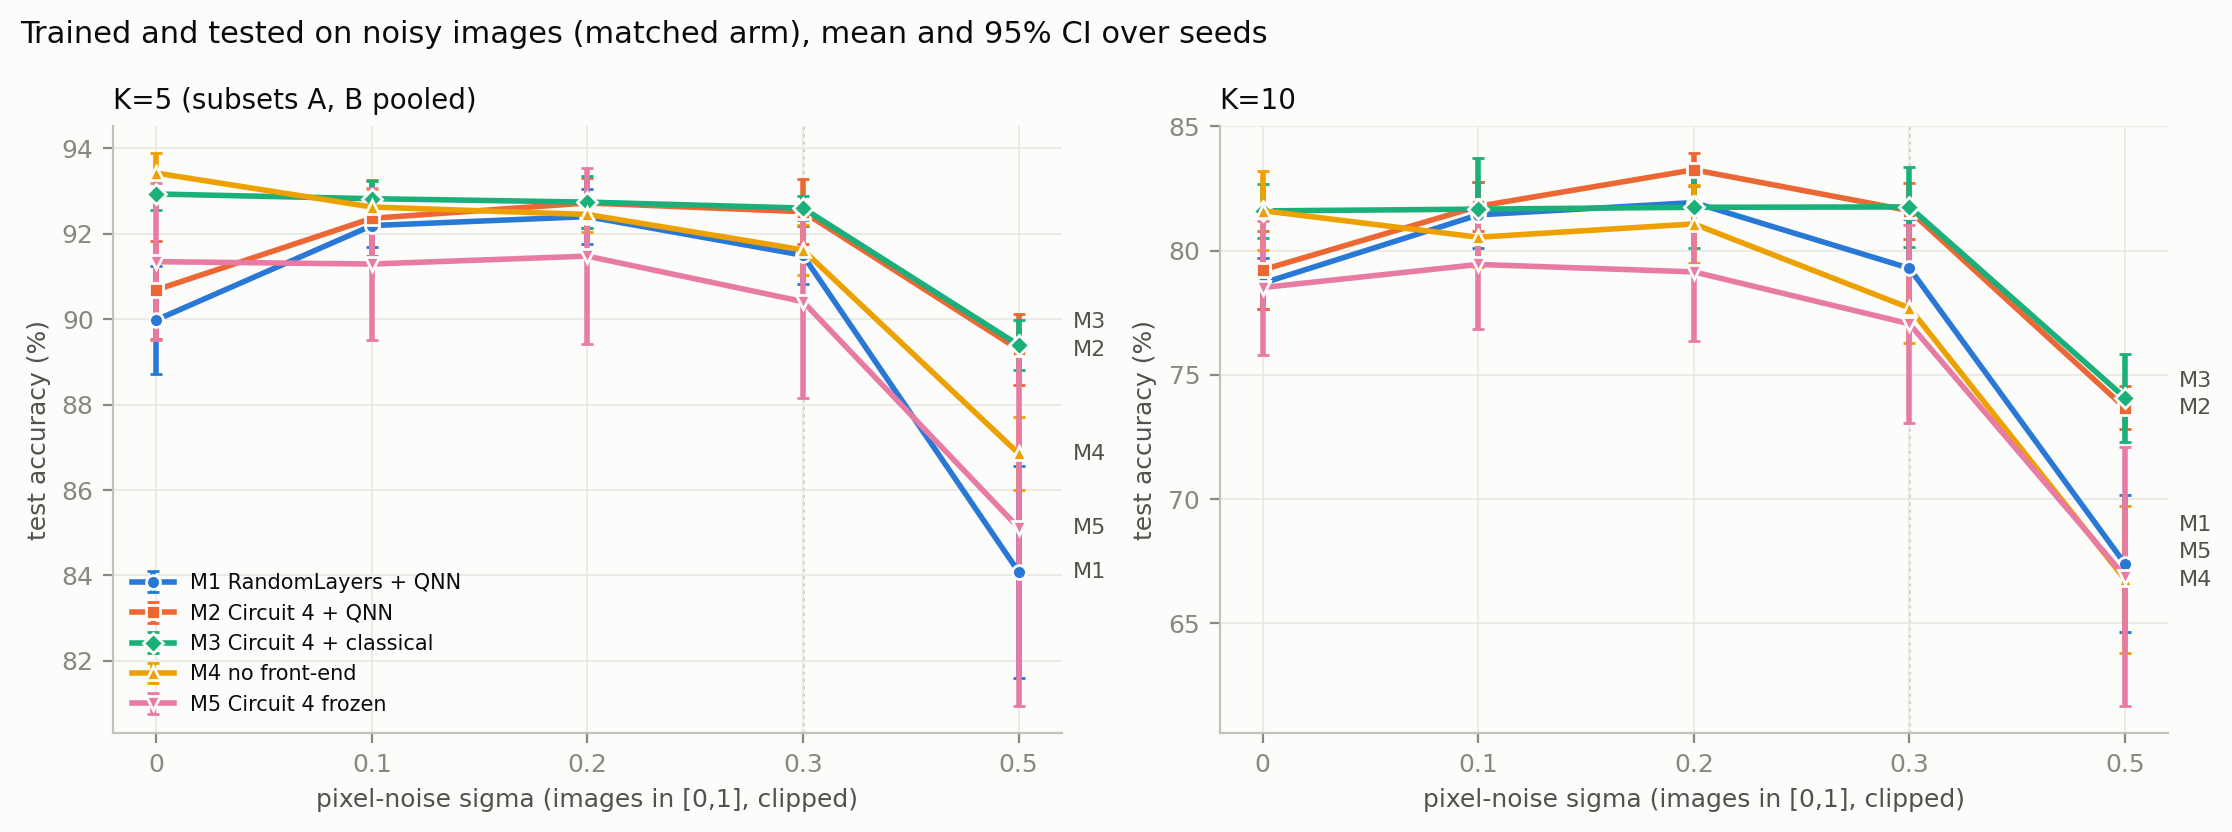 Trained and tested on noisy images (matched arm), mean and 95% CI over seeds
K=5 (subsets A, B pooled)
94
92
90
88
86
84
82
test accuracy (%)
M3
M2
M4
M5
M1
M1 RandomLayers + QNN
M2 Circuit 4 + QNN
M3 Circuit 4 + classical
M4 no front-end
M5 Circuit 4 frozen
0 0.1 0.2 0.3 0.5
pixel-noise sigma (images in [0,1], clipped)
K=10
85
80
75
70
65
test accuracy (%)
M3
M2
M1
M5
M4
0 0.1 0.2 0.3 0.5
pixel-noise sigma (images in [0,1], clipped)